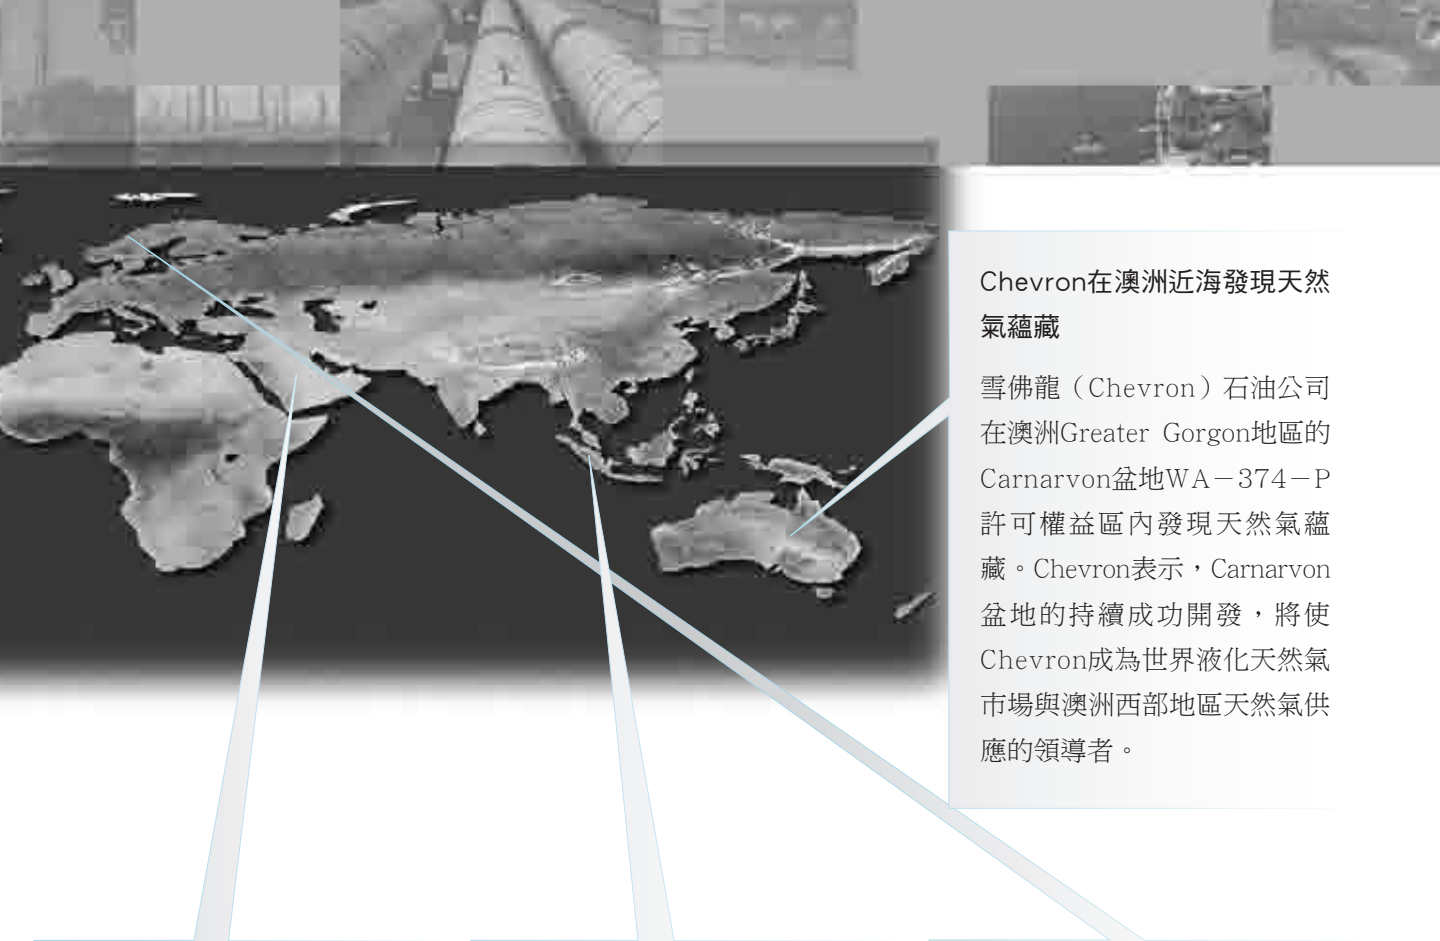 Chevron在澳洲近海發現天然
氣蘊藏
雪佛龍（Chevron）石油公司
在澳洲Greater Gorgon地區的
Carnarvon盆地WA－374－P
許可權益區內發現天然氣蘊
藏。Chevron表示，Carnarvon
盆地的持續成功開發，將使
Chevron成為世界液化天然氣
市場與澳洲西部地區天然氣供
應的領導者。